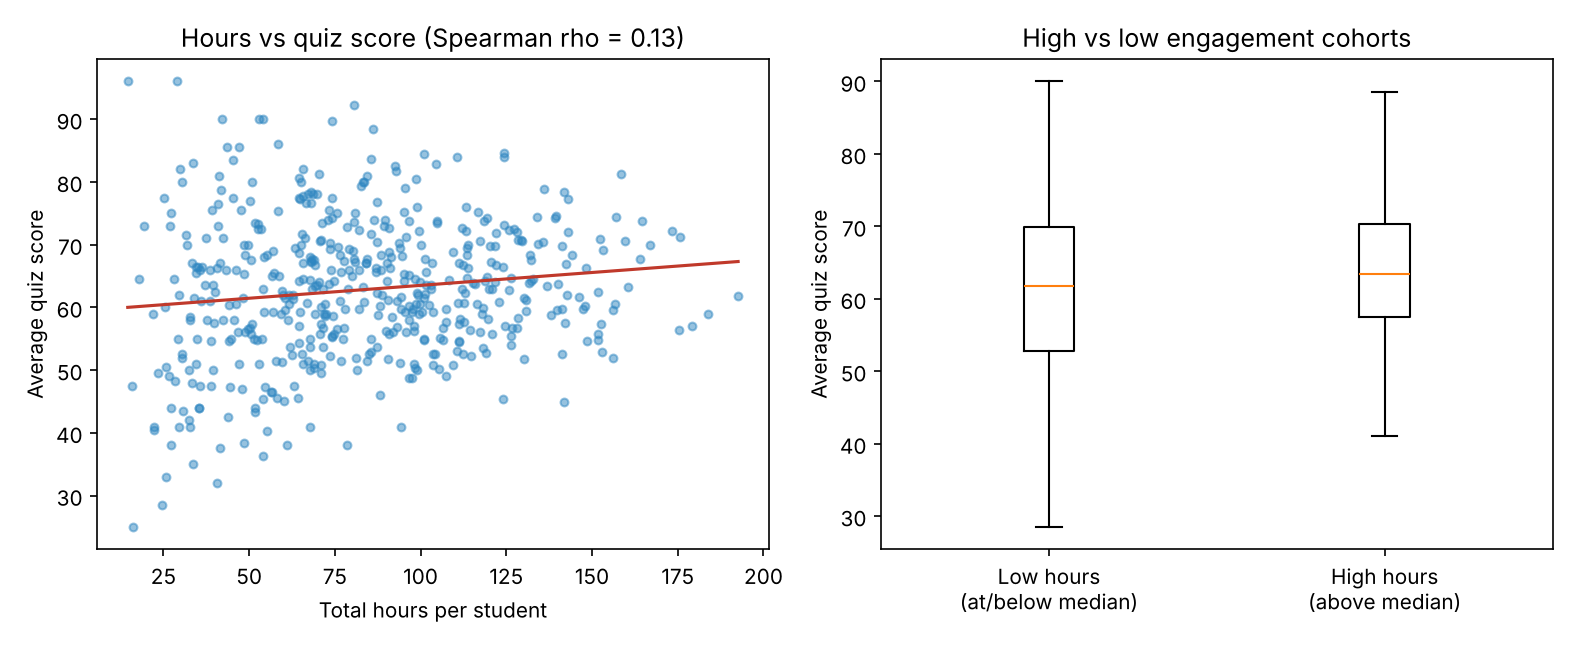 Hours vs quiz score (Spearman rho = 0.13)
Average quiz score
90
80
70
60
50
40
30
25 50 75 100 125 150 175 200
Total hours per student
High vs low engagement cohorts
Average quiz score
90
80
70
60
50
40
30
Low hours
(at/below median)
High hours
(above median)